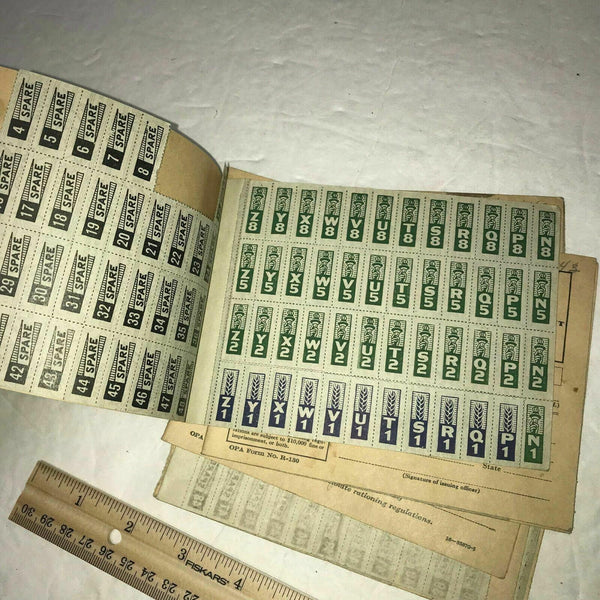 4 SPARE 5 SPARE 6 SPARE 7 SPARE 8 SPARE
17 SPARE 18 SPARE 19 SPARE 20 SPARE 21 SPARE 22 SPARE 23 SPARE
29 SPARE 30 SPARE 31 SPARE 32 SPARE 33 SPARE 34 SPARE 35 SPARE
42 SPARE 43 SPARE 44 SPARE 45 SPARE 46 SPARE 47 SPARE
Z8 Y8 X8 W8 V8 U8 T8 S8 R8 Q8 P8 N8
Z5 Y5 X5 W5 V5 U5 T5 S5 R5 Q5 P5 N5
Z2 Y2 X2 W2 V2 U2 T2 S2 R2 Q2 P2 N2
Z1 Y1 X1 W1 V1 U1 T1 S1 R1 Q1 P1 N1
imprisonment, or both.
OPA Form No. R-130
State
(Signature of issuing officer)
rationing regulations.
1 2 3 FISKARS 4
30 29 28 27 26 25 24 23 22 21 20